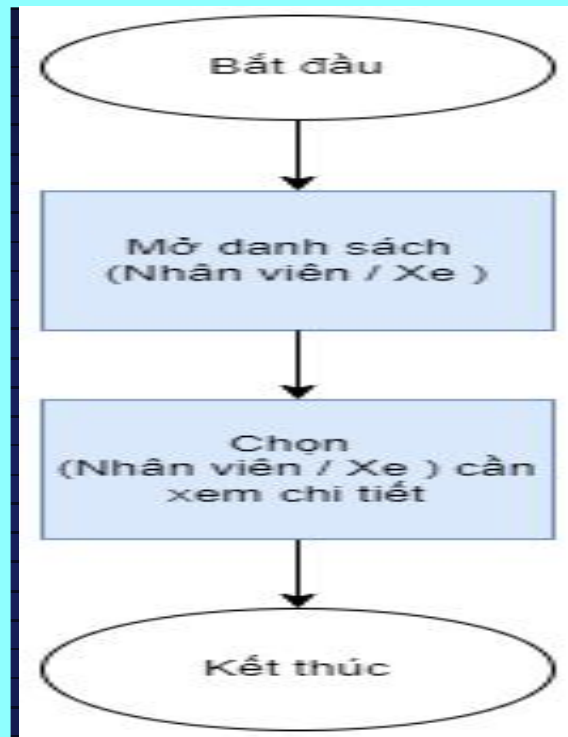 Bắt đầu
Mở danh sách
(Nhân viên / Xe )
Chọn
(Nhân viên / Xe ) cần
xem chi tiết
Kết thúc